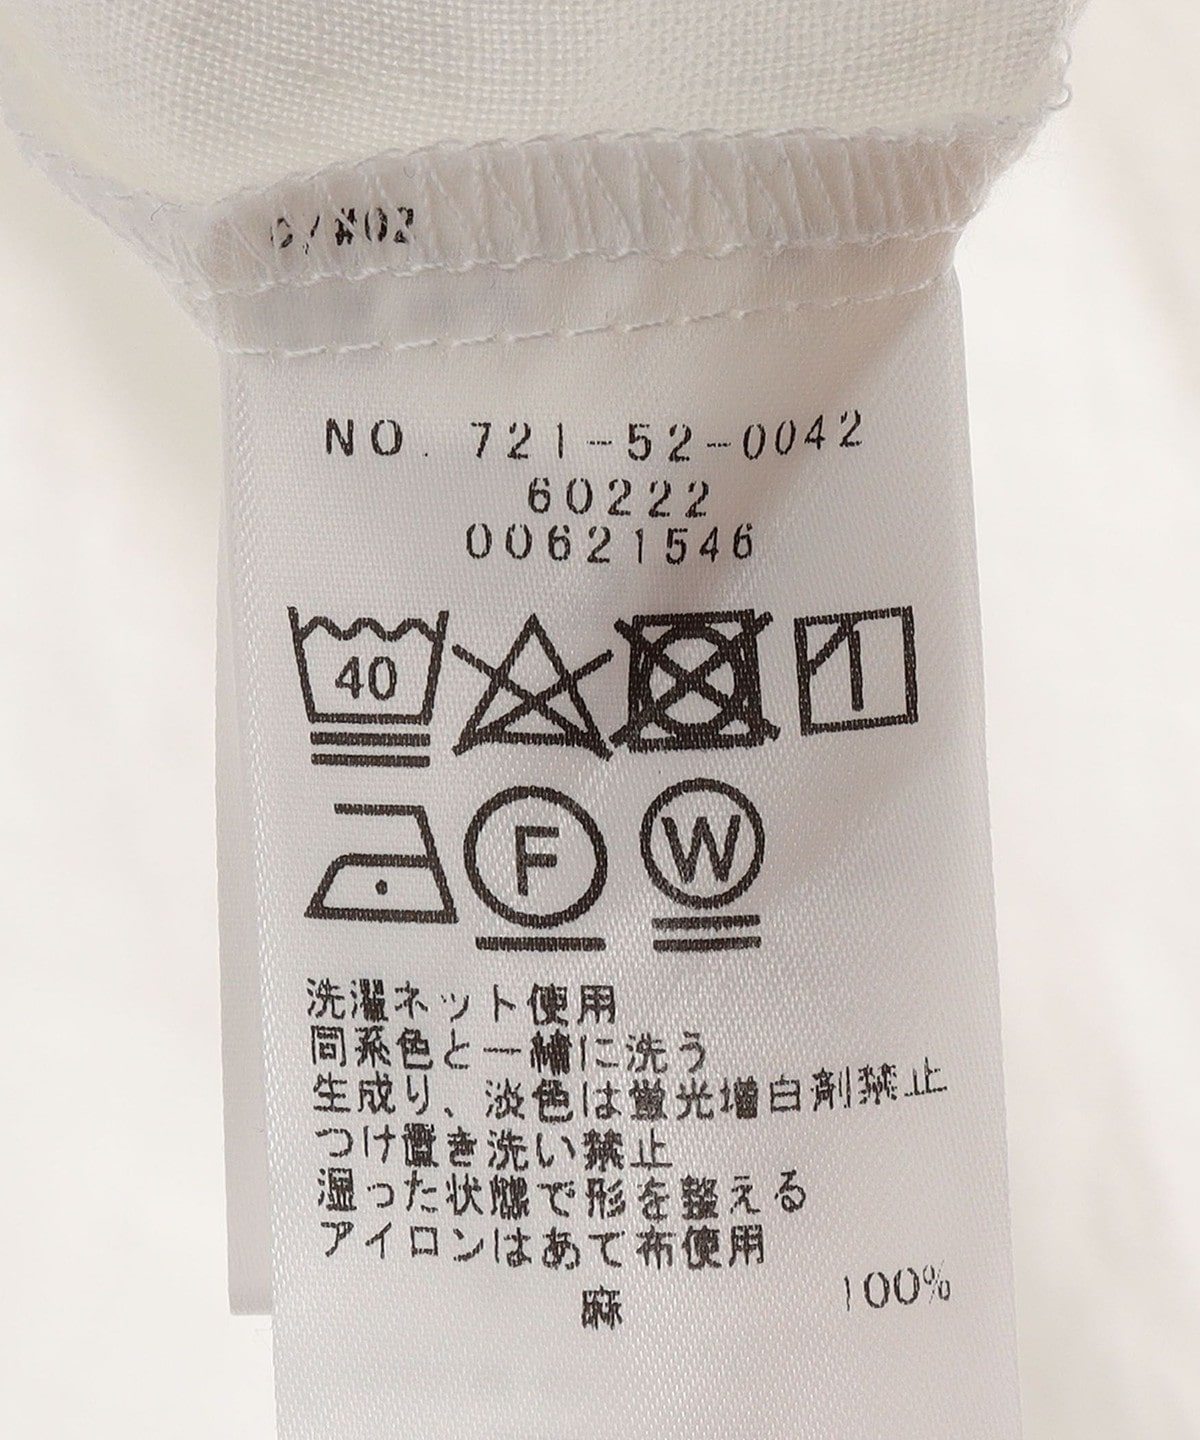 NO. 721-52-0042
60222
00621546
40
F W
洗濯ネット使用
同系色と一緒に洗う
生成り、淡色は蛍光増白剤禁止
つけ置き洗い禁止
湿った状態で形を整える
アイロンはあて布使用
麻 100%